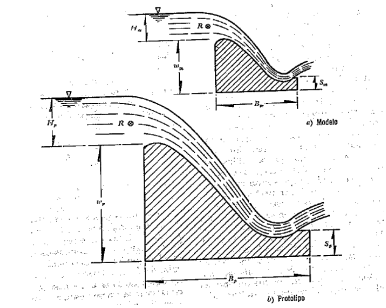 H_m
R
w_m
S_m
B_m
a) Modelo
H_p
R
w_p
S_p
B_p
b) Prototipo